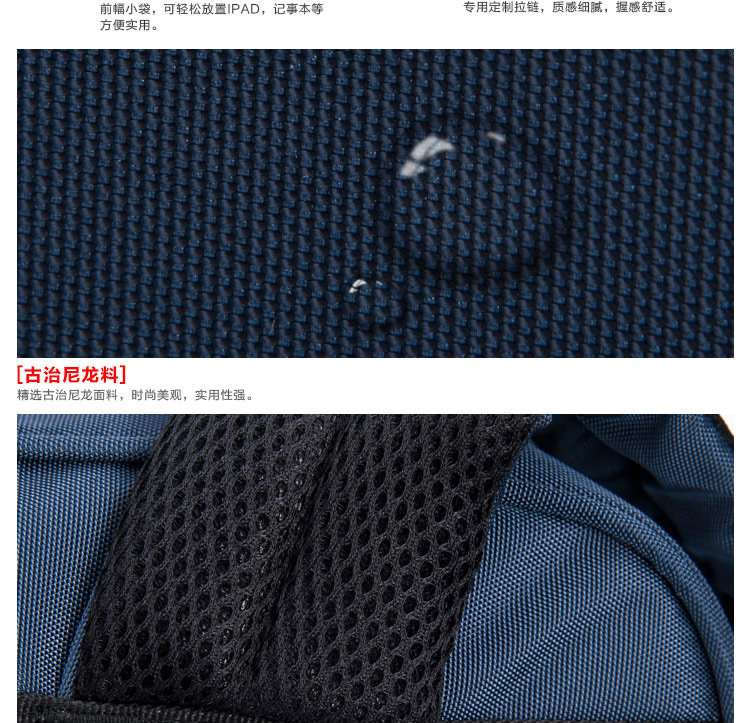 前幅小袋，可轻松放置IPAD，记事本等
方便实用。
专用定制拉链，质感细腻，握感舒适。
[古治尼龙料]
精选古治尼龙面料，时尚美观，实用性强。